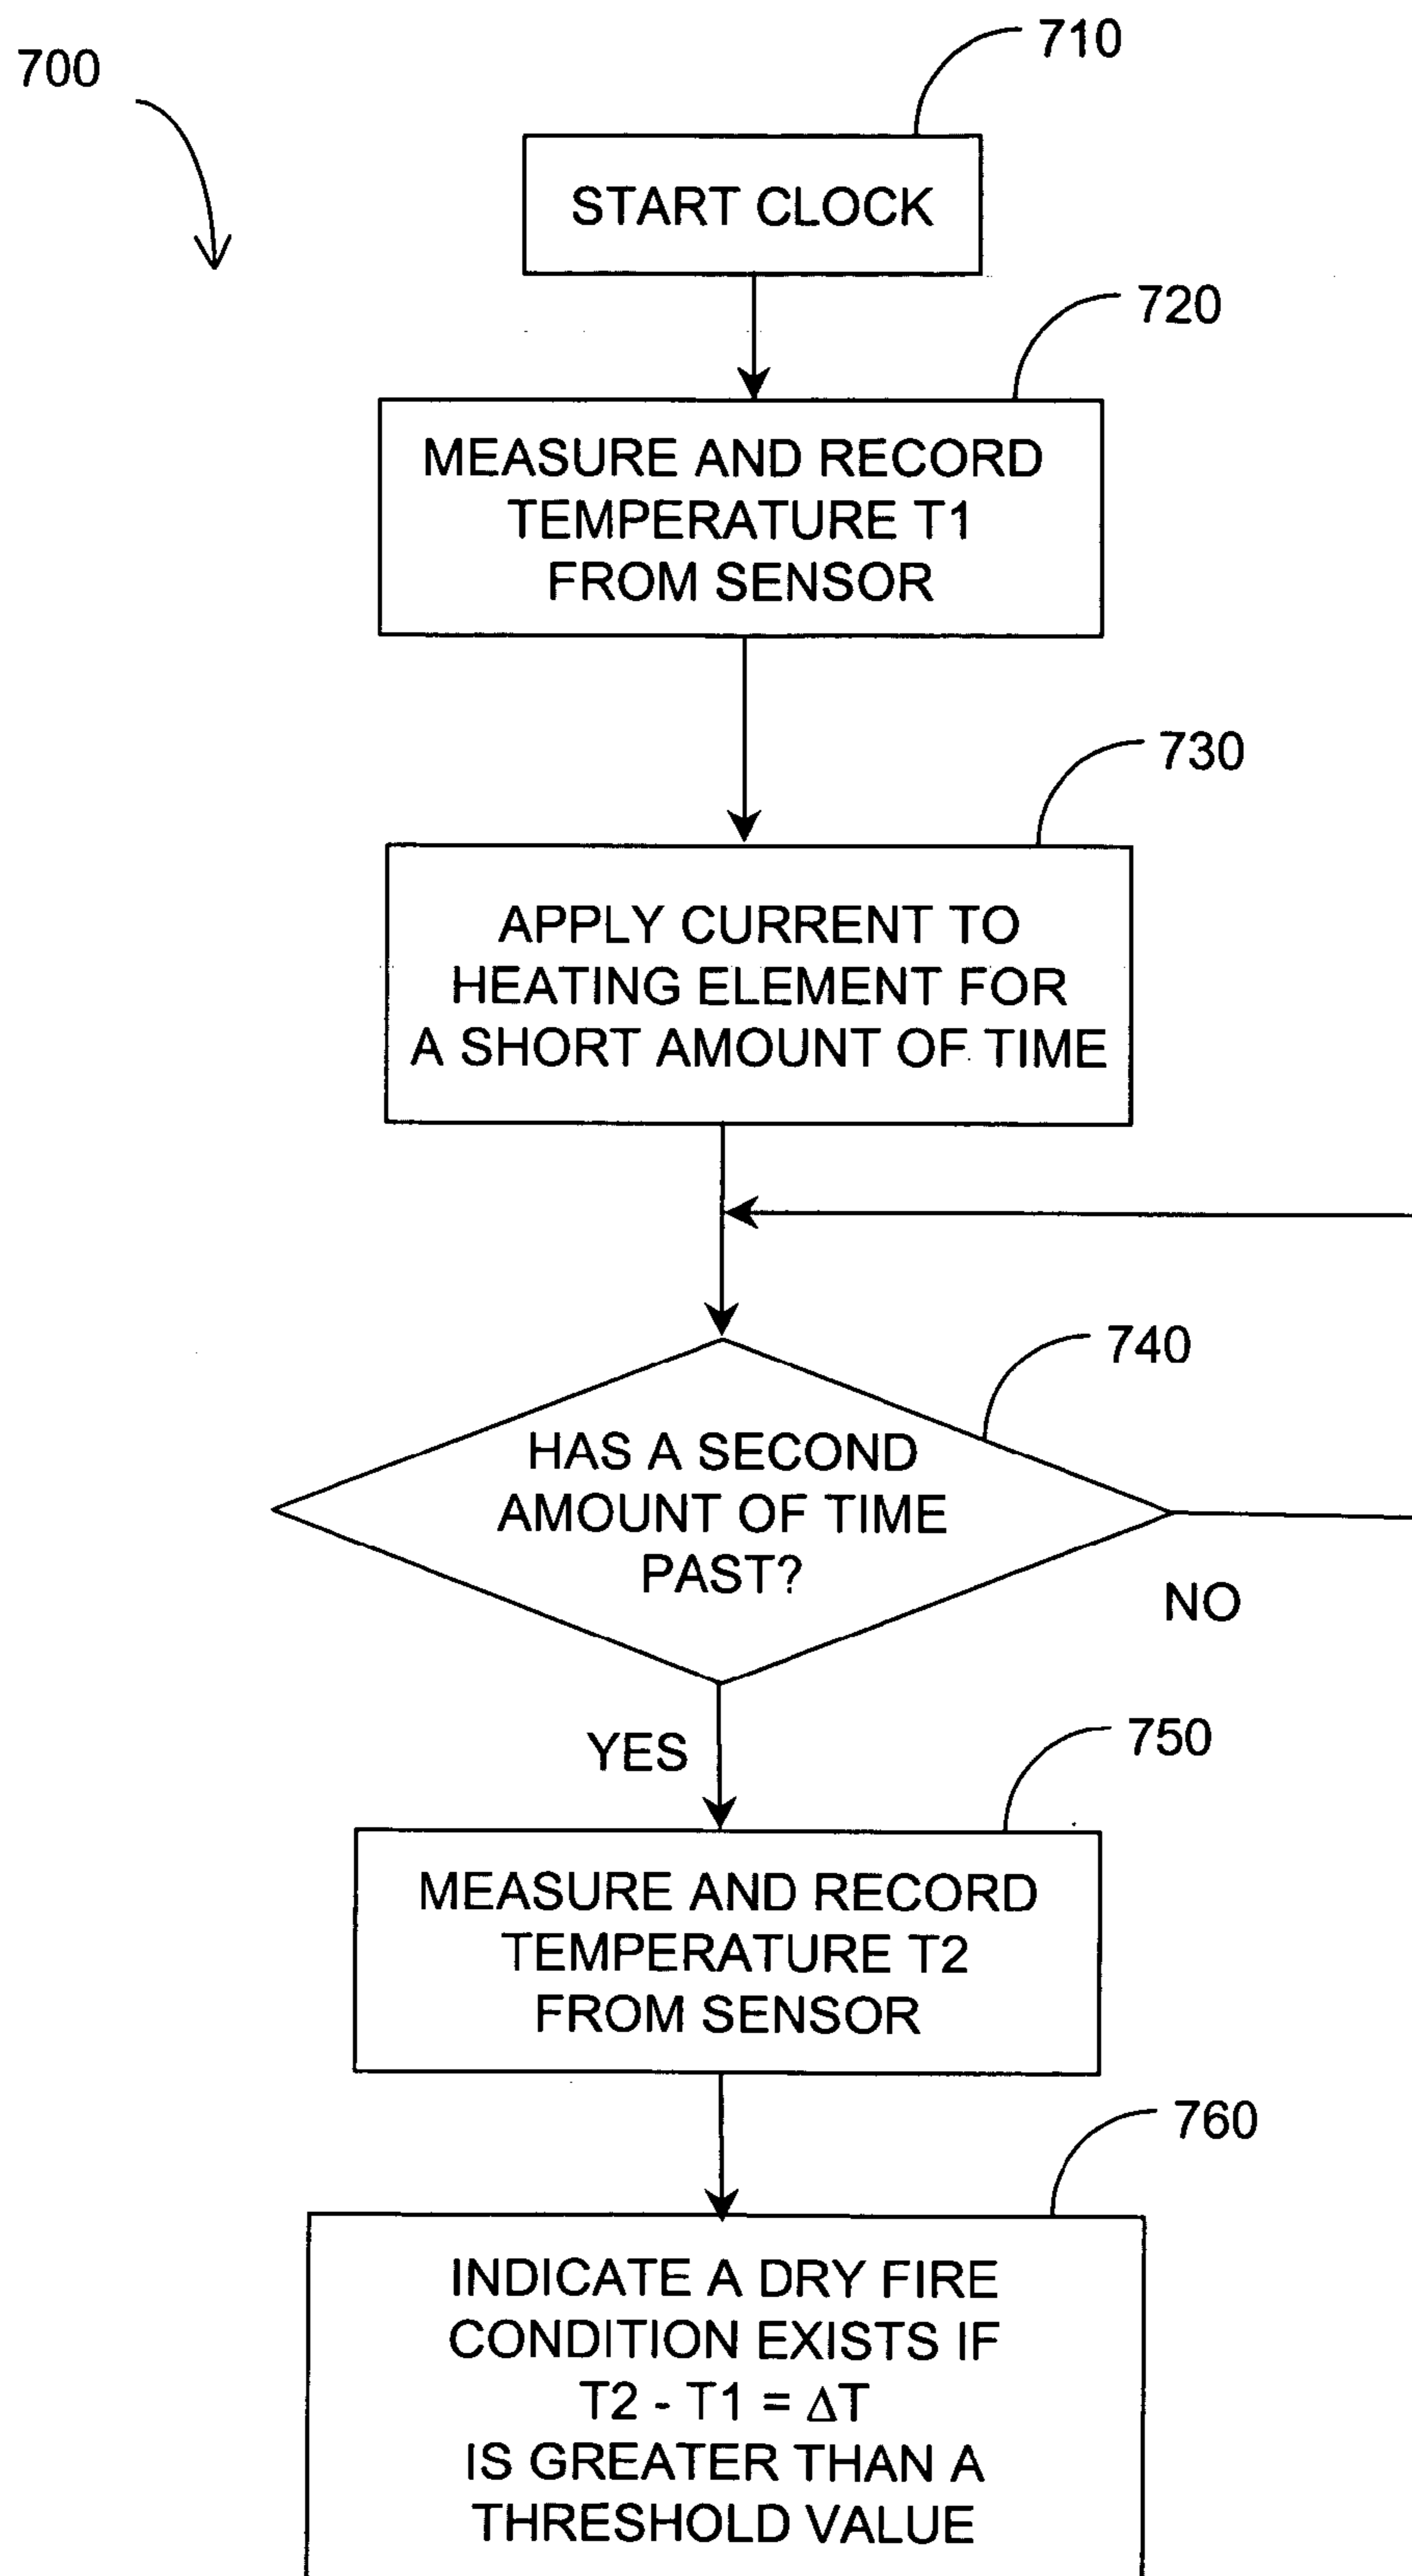 700
710
START CLOCK
720
MEASURE AND RECORD
TEMPERATURE T1
FROM SENSOR
730
APPLY CURRENT TO
HEATING ELEMENT FOR
A SHORT AMOUNT OF TIME
740
HAS A SECOND
AMOUNT OF TIME
PAST?
NO
YES
750
MEASURE AND RECORD
TEMPERATURE T2
FROM SENSOR
760
INDICATE A DRY FIRE
CONDITION EXISTS IF
T2 - T1 = ΔT
IS GREATER THAN A
THRESHOLD VALUE